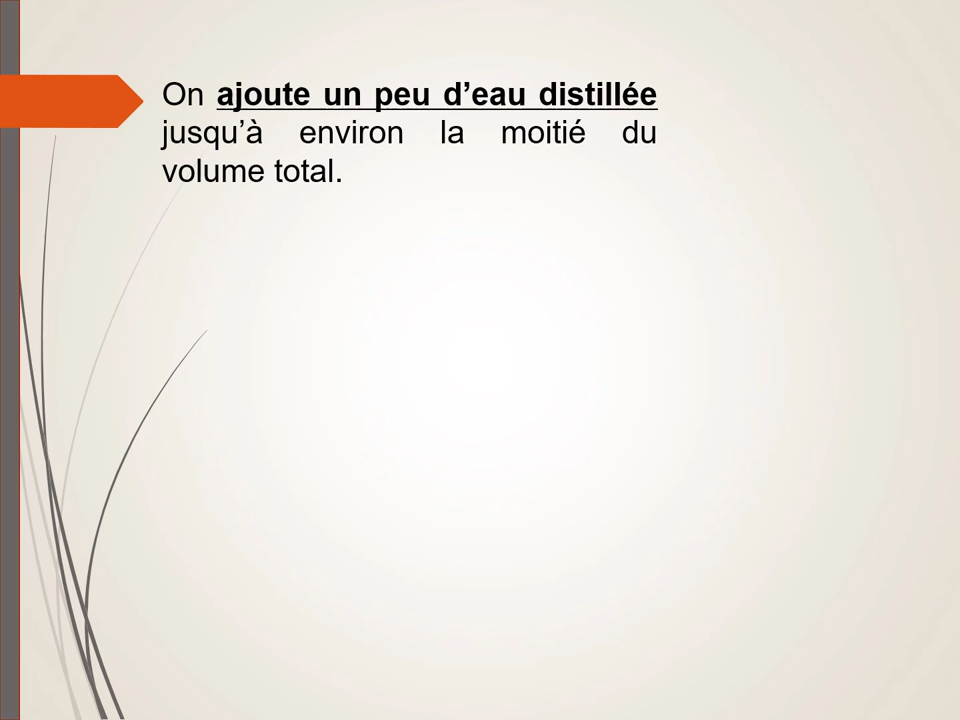 On ajoute un peu d’eau distillée
jusqu’à environ la moitié du
volume total.